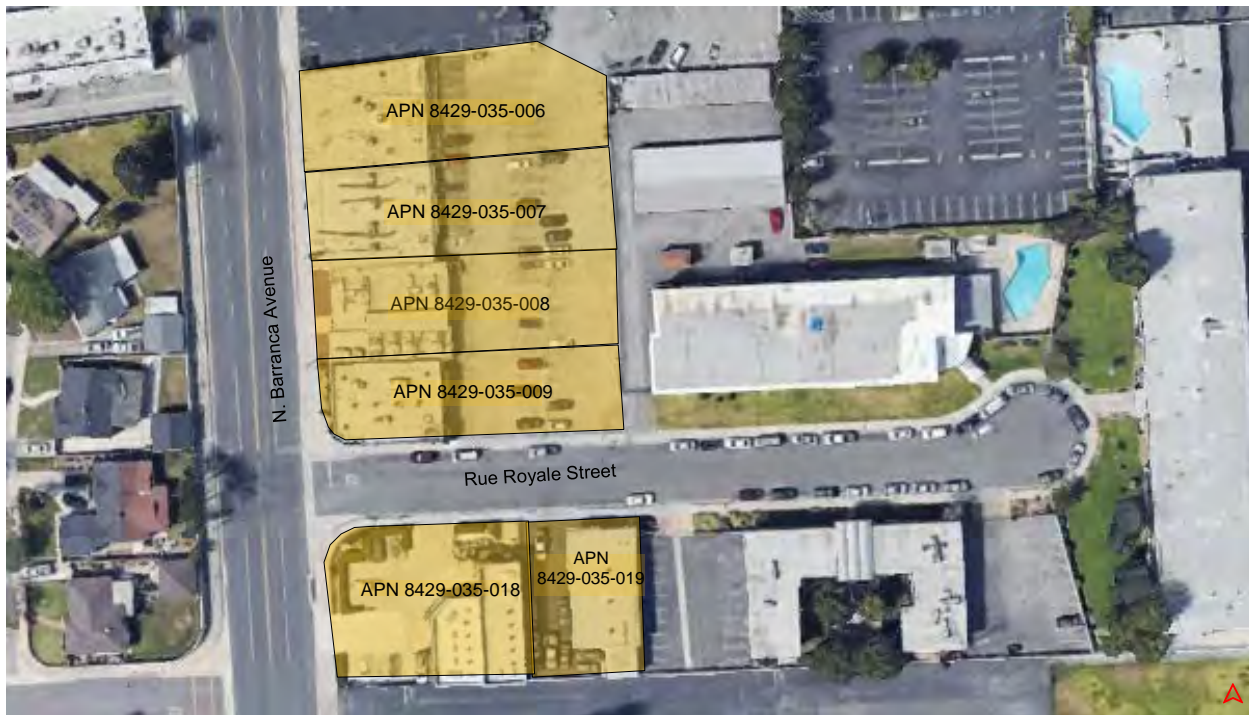 APN 8429-035-006
APN 8429-035-007
N. Barranca Avenue
APN 8429-035-008
APN 8429-035-009
Rue Royale Street
APN 8429-035-018
APN
8429-035-019